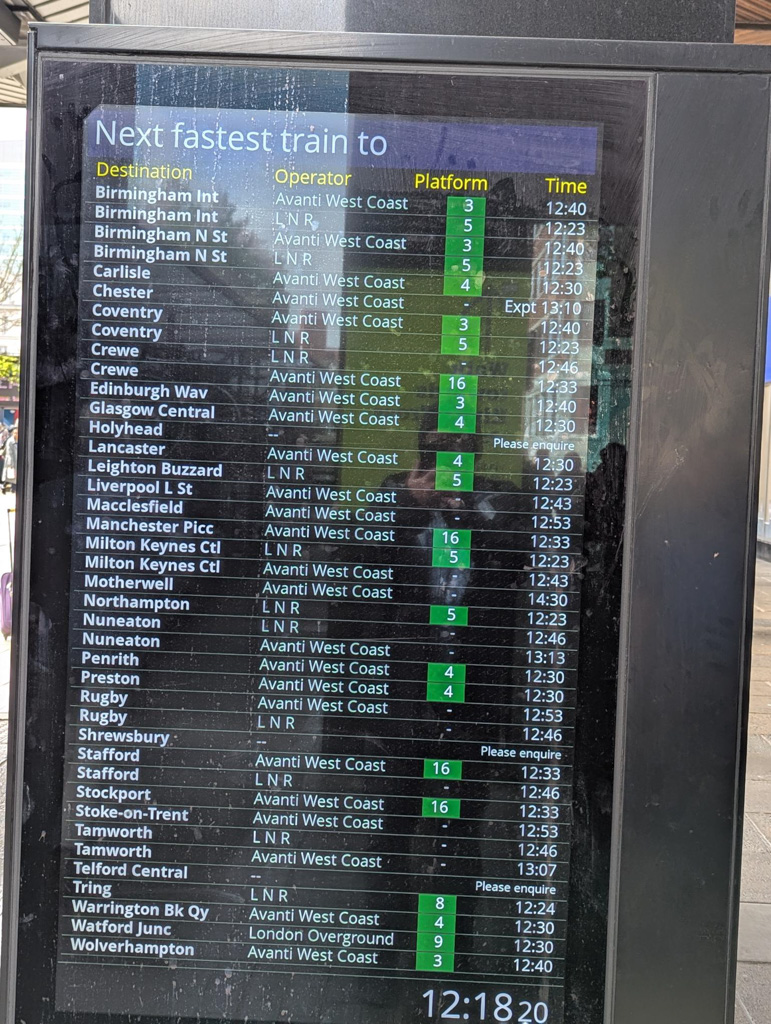 Next fastest train to
Destination Operator Platform Time
Birmingham Int Avanti West Coast 3 12:40
Birmingham Int L N R 5 12:23
Birmingham N St Avanti West Coast 3 12:40
Birmingham N St L N R 5 12:23
Carlisle Avanti West Coast 4 12:30
Chester Avanti West Coast - Expt 13:10
Coventry Avanti West Coast 3 12:40
Coventry L N R 5 12:23
Crewe L N R - 12:46
Crewe Avanti West Coast 16 12:33
Edinburgh Wav Avanti West Coast 3 12:40
Glasgow Central Avanti West Coast 4 12:30
Holyhead -- Please enquire
Lancaster Avanti West Coast 4 12:30
Leighton Buzzard L N R 5 12:23
Liverpool L St Avanti West Coast - 12:43
Macclesfield Avanti West Coast - 12:53
Manchester Picc Avanti West Coast 16 12:33
Milton Keynes Ctl L N R 5 12:23
Milton Keynes Ctl Avanti West Coast - 12:43
Motherwell Avanti West Coast - 14:30
Northampton L N R 5 12:23
Nuneaton L N R - 12:46
Nuneaton Avanti West Coast - 13:13
Penrith Avanti West Coast 4 12:30
Preston Avanti West Coast 4 12:30
Rugby Avanti West Coast - 12:53
Rugby L N R - 12:46
Shrewsbury -- Please enquire
Stafford Avanti West Coast 16 12:33
Stafford L N R - 12:46
Stockport Avanti West Coast 16 12:33
Stoke-on-Trent Avanti West Coast - 12:53
Tamworth L N R - 12:46
Tamworth Avanti West Coast - 13:07
Telford Central -- Please enquire
Tring L N R 8 12:24
Warrington Bk Qy Avanti West Coast 4 12:30
Watford Junc London Overground 9 12:30
Wolverhampton Avanti West Coast 3 12:40
12:18 20